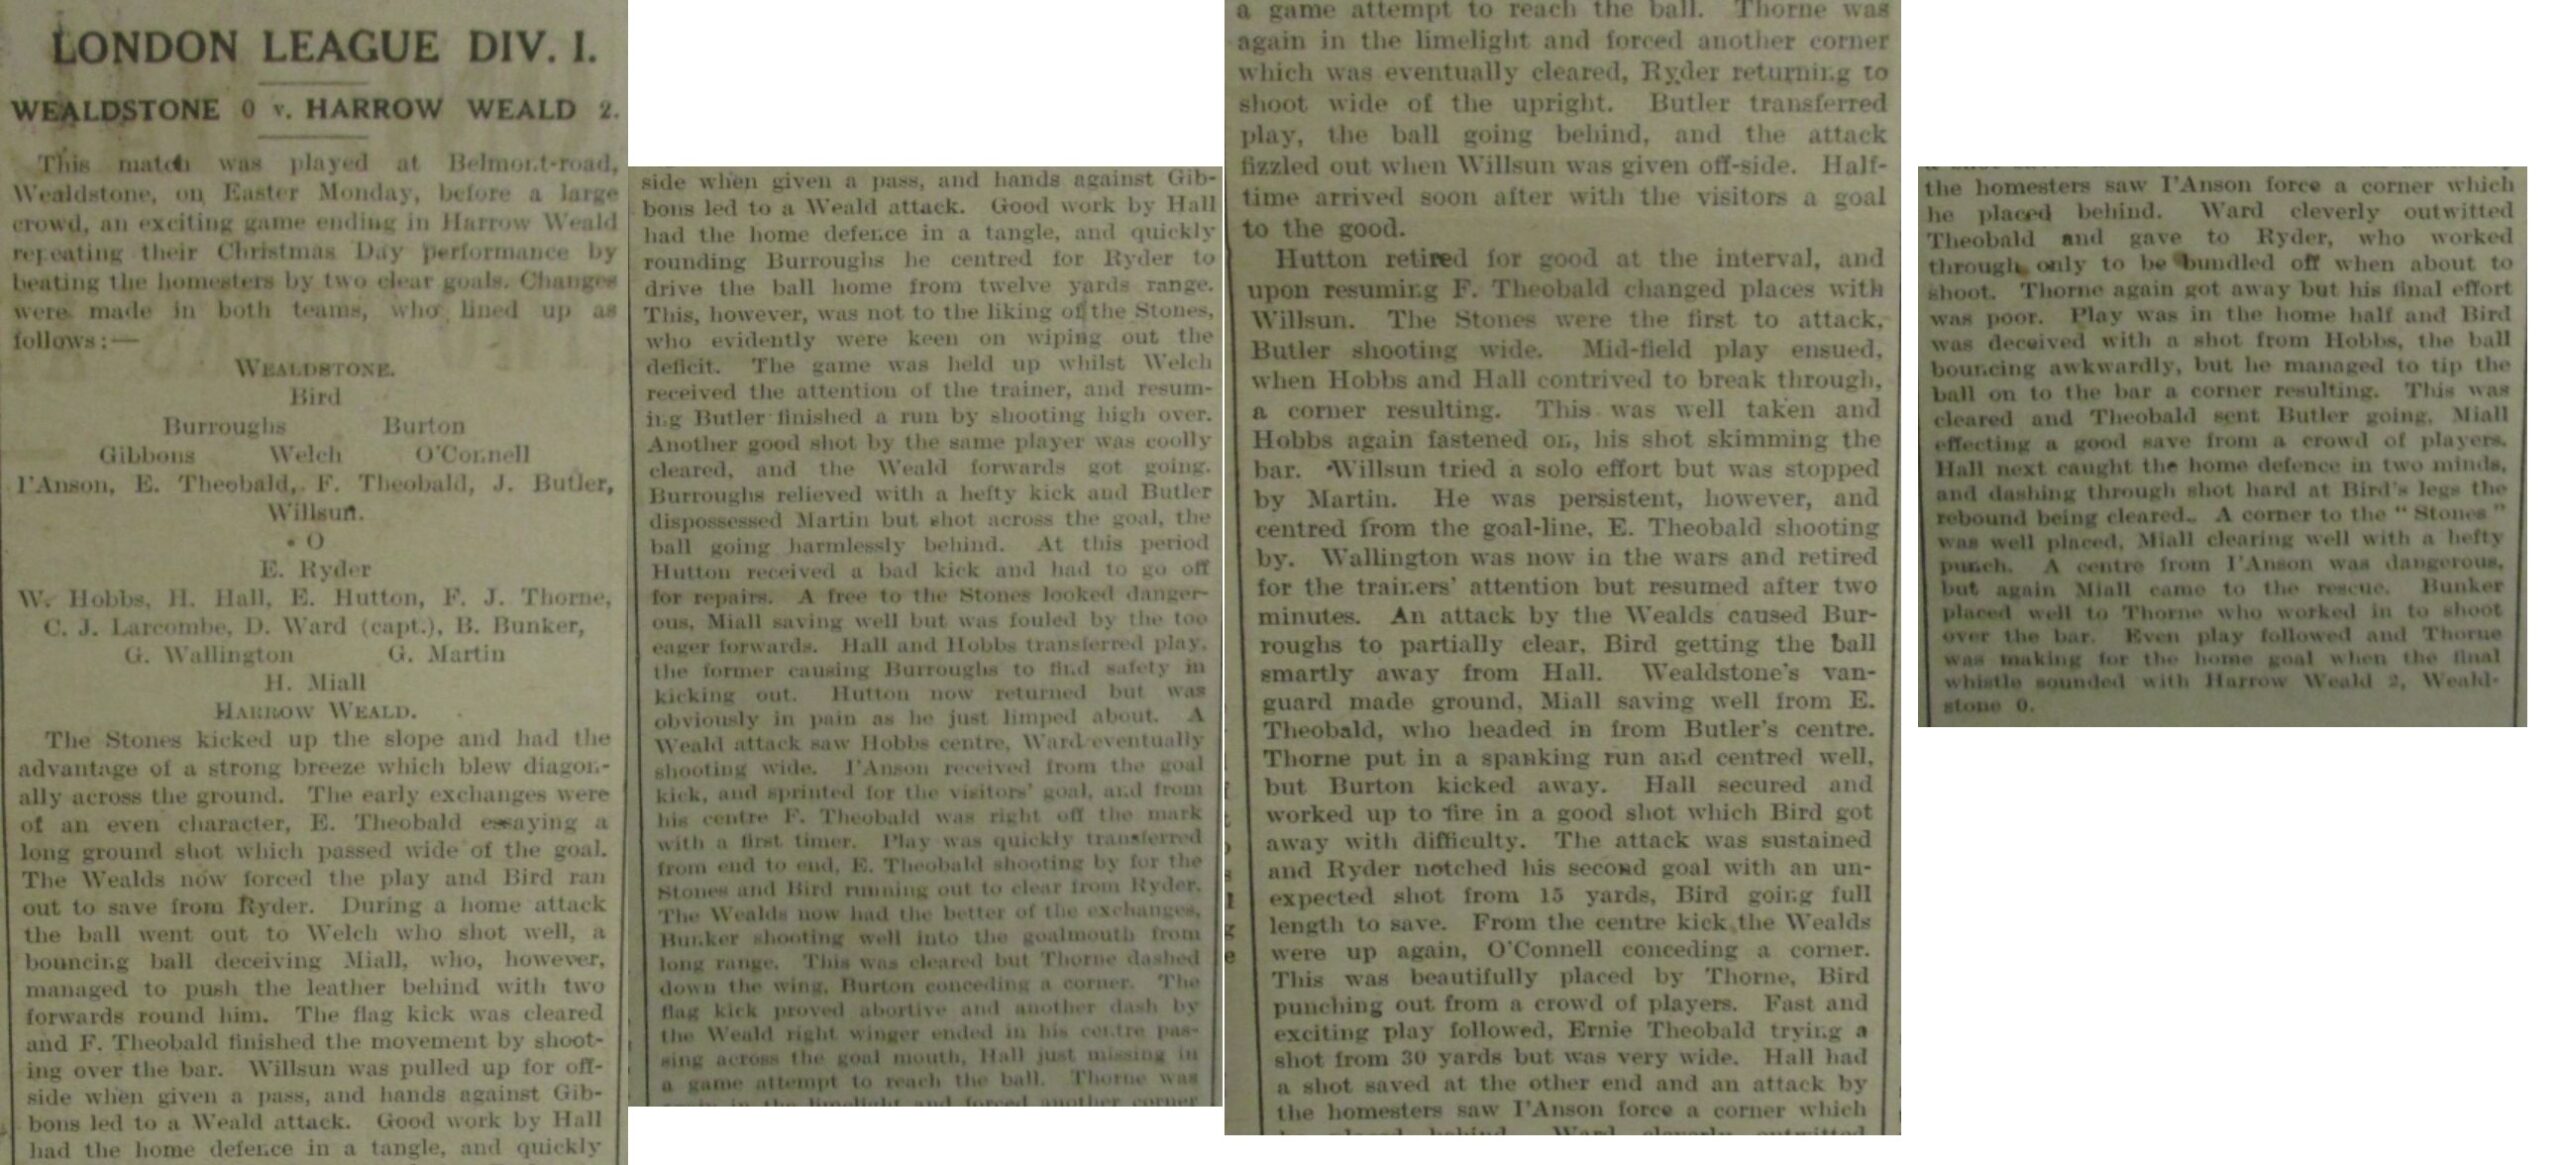 LONDON LEAGUE DIV. I.
WEALDSTONE 0 v. HARROW WEALD 2.
This match was played at Belmont-road,
Wealdstone, on Easter Monday, before a large
crowd, an exciting game ending in Harrow Weald
repeating their Christmas Day performance by
beating the homesters by two clear goals. Changes
were made in both teams, who lined up as
follows:—
WEALDSTONE.
Bird
Burroughs Burton
Gibbons Welch O'Connell
I'Anson, E. Theobald, F. Theobald, J. Butler,
Willsun.
O
E. Ryder
W. Hobbs, H. Hall, E. Hutton, F. J. Thorne,
C. J. Larcombe, D. Ward (capt.), B. Bunker,
G. Wallington G. Martin
H. Miall
HARROW WEALD.
The Stones kicked up the slope and had the
advantage of a strong breeze which blew diagon-
ally across the ground. The early exchanges were
of an even character, E. Theobald essaying a
long ground shot which passed wide of the goal.
The Wealds now forced the play and Bird ran
out to save from Ryder. During a home attack
the ball went out to Welch who shot well, a
bouncing ball deceiving Miall, who, however,
managed to push the leather behind with two
forwards round him. The flag kick was cleared
and F. Theobald finished the movement by shoot-
ing over the bar. Willsun was pulled up for off-
side when given a pass, and hands against Gib-
bons led to a Weald attack. Good work by Hall
had the home defence in a tangle, and quickly
side when given a pass, and hands against Gib-
bons led to a Weald attack. Good work by Hall
had the home defence in a tangle, and quickly
rounding Burroughs he centred for Ryder to
drive the ball home from twelve yards range.
This, however, was not to the liking of the Stones,
who evidently were keen on wiping out the
deficit. The game was held up whilst Welch
received the attention of the trainer, and resum-
ing Butler finished a run by shooting high over.
Another good shot by the same player was coolly
cleared, and the Weald forwards got going.
Burroughs relieved with a hefty kick and Butler
dispossessed Martin but shot across the goal, the
ball going harmlessly behind. At this period
Hutton received a bad kick and had to go off
for repairs. A free to the Stones looked danger-
ous, Miall saving well but was fouled by the too
eager forwards. Hall and Hobbs transferred play,
the former causing Burroughs to find safety in
kicking out. Hutton now returned but was
obviously in pain as he just limped about. A
Weald attack saw Hobbs centre, Ward eventually
shooting wide. I'Anson received from the goal
kick, and sprinted for the visitors' goal, and from
his centre F. Theobald was right off the mark
with a first timer. Play was quickly transferred
from end to end, E. Theobald shooting by for the
Stones and Bird running out to clear from Ryder.
The Wealds now had the better of the exchanges,
Bunker shooting well into the goalmouth from
long range. This was cleared but Thorne dashed
down the wing, Burton conceding a corner. The
flag kick proved abortive and another dash by
the Weald right winger ended in his centre pas-
sing across the goal mouth, Hall just missing in
a game attempt to reach the ball. Thorne was
again in the limelight and forced another corner
a game attempt to reach the ball. Thorne was
again in the limelight and forced another corner
which was eventually cleared, Ryder returning to
shoot wide of the upright. Butler transferred
play, the ball going behind, and the attack
fizzled out when Willsun was given off-side. Half-
time arrived soon after with the visitors a goal
to the good.
Hutton retired for good at the interval, and
upon resuming F. Theobald changed places with
Willsun. The Stones were the first to attack,
Butler shooting wide. Mid-field play ensued,
when Hobbs and Hall contrived to break through,
a corner resulting. This was well taken and
Hobbs again fastened on, his shot skimming the
bar. Willsun tried a solo effort but was stopped
by Martin. He was persistent, however, and
centred from the goal-line, E. Theobald shooting
by. Wallington was now in the wars and retired
for the trainers' attention but resumed after two
minutes. An attack by the Wealds caused Bur-
roughs to partially clear, Bird getting the ball
smartly away from Hall. Wealdstone's van-
guard made ground, Miall saving well from E.
Theobald, who headed in from Butler's centre.
Thorne put in a spanking run and centred well,
but Burton kicked away. Hall secured and
worked up to fire in a good shot which Bird got
away with difficulty. The attack was sustained
and Ryder notched his second goal with an un-
expected shot from 15 yards, Bird going full
length to save. From the centre kick the Wealds
were up again, O'Connell conceding a corner.
This was beautifully placed by Thorne, Bird
punching out from a crowd of players. Fast and
exciting play followed, Ernie Theobald trying a
shot from 30 yards but was very wide. Hall had
a shot saved at the other end and an attack by
the homesters saw I'Anson force a corner which
he placed behind. Ward cleverly outwitted
the homesters saw I'Anson force a corner which
he placed behind. Ward cleverly outwitted
Theobald and gave to Ryder, who worked
through only to be bundled off when about to
shoot. Thorne again got away but his final effort
was poor. Play was in the home half and Bird
was deceived with a shot from Hobbs, the ball
bouncing awkwardly, but he managed to tip the
ball on to the bar a corner resulting. This was
cleared and Theobald sent Butler going, Miall
effecting a good save from a crowd of players.
Hall next caught the home defence in two minds,
and dashing through shot hard at Bird's legs the
rebound being cleared. A corner to the "Stones"
was well placed, Miall clearing well with a hefty
punch. A centre from I'Anson was dangerous,
but again Miall came to the rescue. Bunker
placed well to Thorne who worked in to shoot
over the bar. Even play followed and Thorne
was making for the home goal when the final
whistle sounded with Harrow Weald 2, Weald-
stone 0.